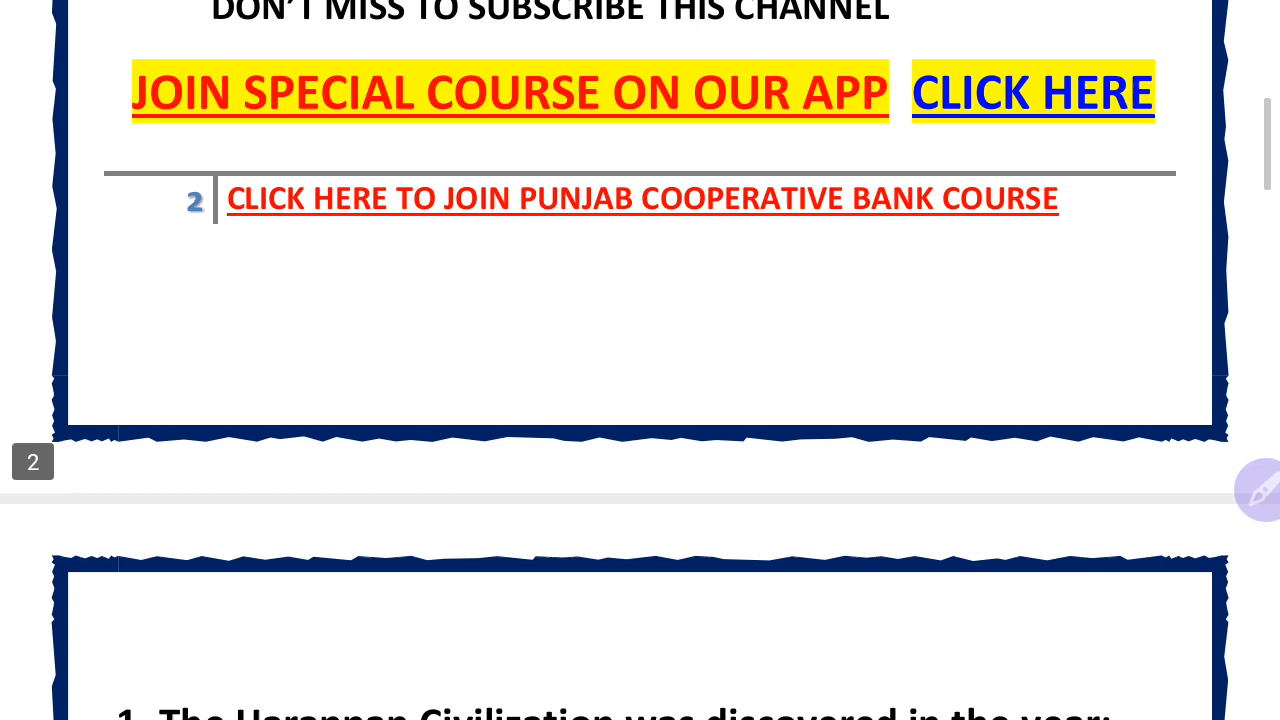 DON'T MISS TO SUBSCRIBE THIS CHANNEL
JOIN SPECIAL COURSE ON OUR APP CLICK HERE
2 CLICK HERE TO JOIN PUNJAB COOPERATIVE BANK COURSE
2
1. The Harappan Civilization was discovered in the year: